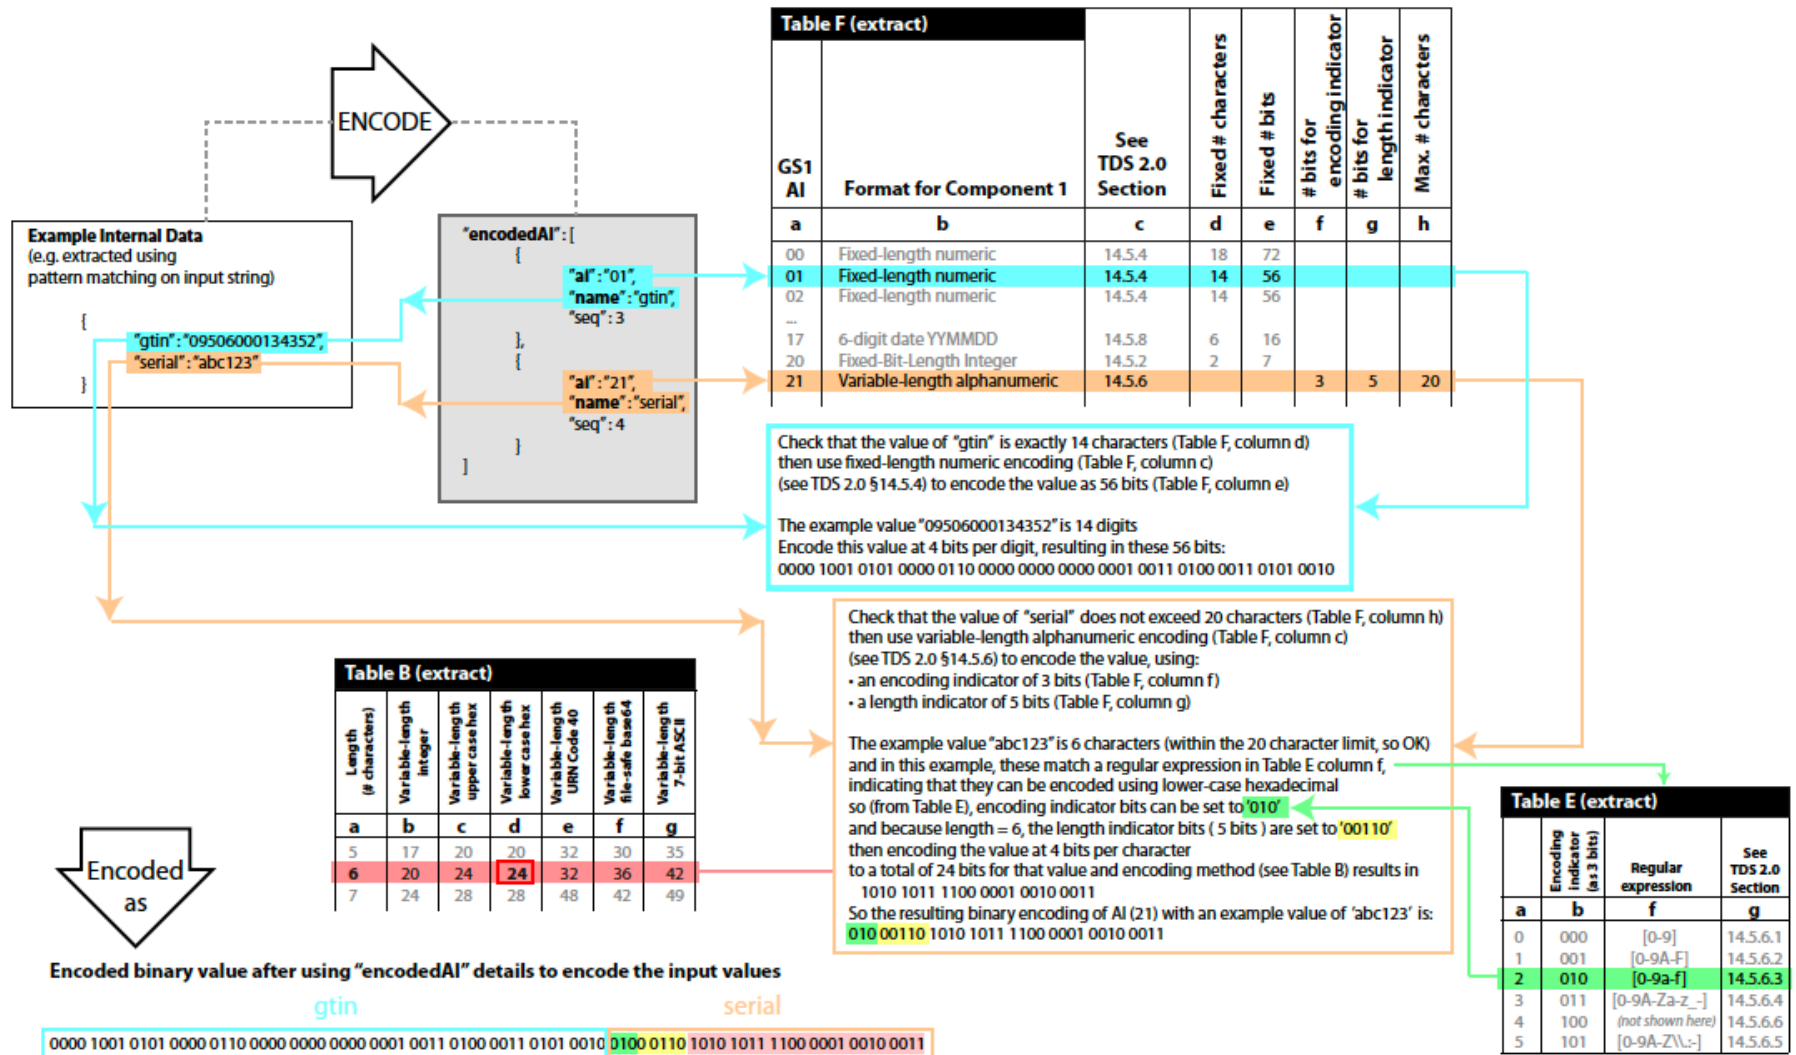 ENCODE
Example Internal Data
(e.g. extracted using
pattern matching on input string)
{
"gtin":"09506000134352",
"serial":"abc123"
}
"encodedAI":[
{
"ai":"01",
"name":"gtin",
"seq":3
},
{
"ai":"21",
"name":"serial",
"seq":4
}
]
Table F (extract)
GS1 AI | Format for Component 1 | See TDS 2.0 Section | Fixed # characters | Fixed # bits | # bits for encoding indicator | # bits for length indicator | Max. # characters
a b c d e f g h
00 Fixed-length numeric 14.5.4 18 72
01 Fixed-length numeric 14.5.4 14 56
02 Fixed-length numeric 14.5.4 14 56
...
17 6-digit date YYMMDD 14.5.8 6 16
20 Fixed-Bit-Length Integer 14.5.2 2 7
21 Variable-length alphanumeric 14.5.6 3 5 20
Check that the value of "gtin" is exactly 14 characters (Table F, column d)
then use fixed-length numeric encoding (Table F, column c)
(see TDS 2.0 §14.5.4) to encode the value as 56 bits (Table F, column e)
The example value "09506000134352" is 14 digits
Encode this value at 4 bits per digit, resulting in these 56 bits:
0000 1001 0101 0000 0110 0000 0000 0000 0001 0011 0100 0011 0101 0010
Check that the value of "serial" does not exceed 20 characters (Table F, column h)
then use variable-length alphanumeric encoding (Table F, column c)
(see TDS 2.0 §14.5.6) to encode the value, using:
• an encoding indicator of 3 bits (Table F, column f)
• a length indicator of 5 bits (Table F, column g)
The example value "abc123" is 6 characters (within the 20 character limit, so OK)
and in this example, these match a regular expression in Table E column f,
indicating that they can be encoded using lower-case hexadecimal
so (from Table E), encoding indicator bits can be set to '010'
and because length = 6, the length indicator bits ( 5 bits ) are set to '00110'
then encoding the value at 4 bits per character
to a total of 24 bits for that value and encoding method (see Table B) results in
1010 1011 1100 0001 0010 0011
So the resulting binary encoding of AI (21) with an example value of 'abc123' is:
010 00110 1010 1011 1100 0001 0010 0011
Table B (extract)
Length (# characters) | Variable-length integer | Variable-length upper case hex | Variable-length lower case hex | Variable-length URN Code 40 | Variable-length file-safe base64 | Variable-length 7-bit ASCII
a b c d e f g
5 17 20 20 32 30 35
6 20 24 24 32 36 42
7 24 28 28 48 42 49
Table E (extract)
Encoding indicator (as 3 bits) | Regular expression | See TDS 2.0 Section
a b f g
0 000 [0-9] 14.5.6.1
1 001 [0-9A-F] 14.5.6.2
2 010 [0-9a-f] 14.5.6.3
3 011 [0-9A-Za-z_-] 14.5.6.4
4 100 (not shown here) 14.5.6.6
5 101 [0-9A-Z\\.:-] 14.5.6.5
Encoded
as
Encoded binary value after using "encodedAI" details to encode the input values
gtin serial
0000 1001 0101 0000 0110 0000 0000 0000 0001 0011 0100 0011 0101 0010 0100 0110 1010 1011 1100 0001 0010 0011